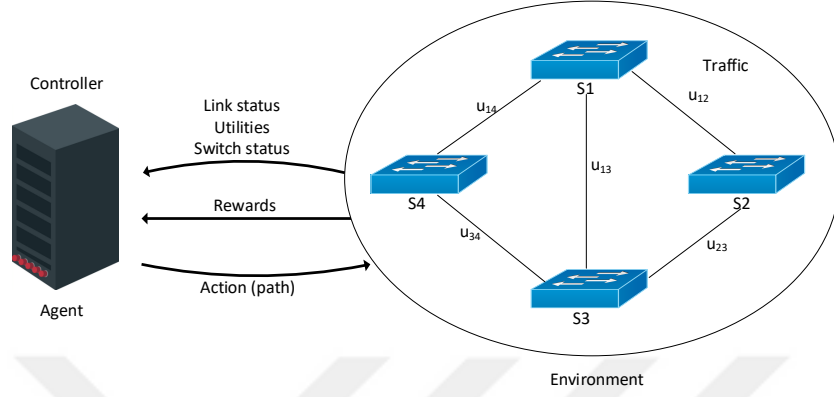 Controller
Link status
Utilities
Switch status
Rewards
Action (path)
Agent
Traffic
S1
u14
u12
u13
S4
S2
u34
u23
S3
Environment